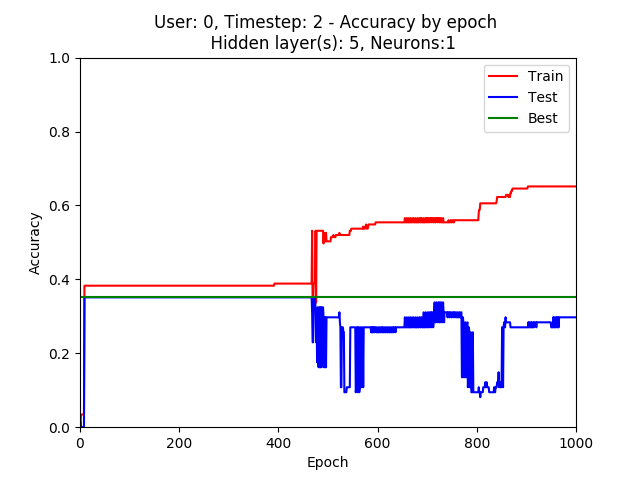 User: 0, Timestep: 2 - Accuracy by epoch
Hidden layer(s): 5, Neurons:1
1.0
0.8
0.6
0.4
0.2
0.0
Accuracy
Train
Test
Best
0 200 400 600 800 1000
Epoch